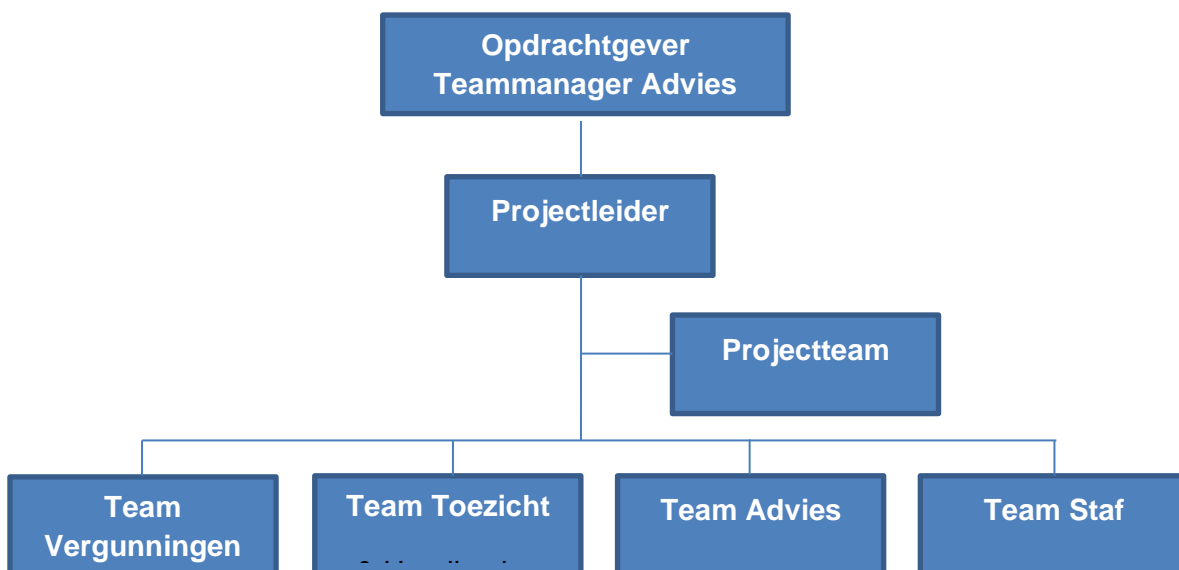 Opdrachtgever
Teammanager Advies
Projectleider
Projectteam
Team
Vergunningen
Team Toezicht
Team Advies
Team Staf